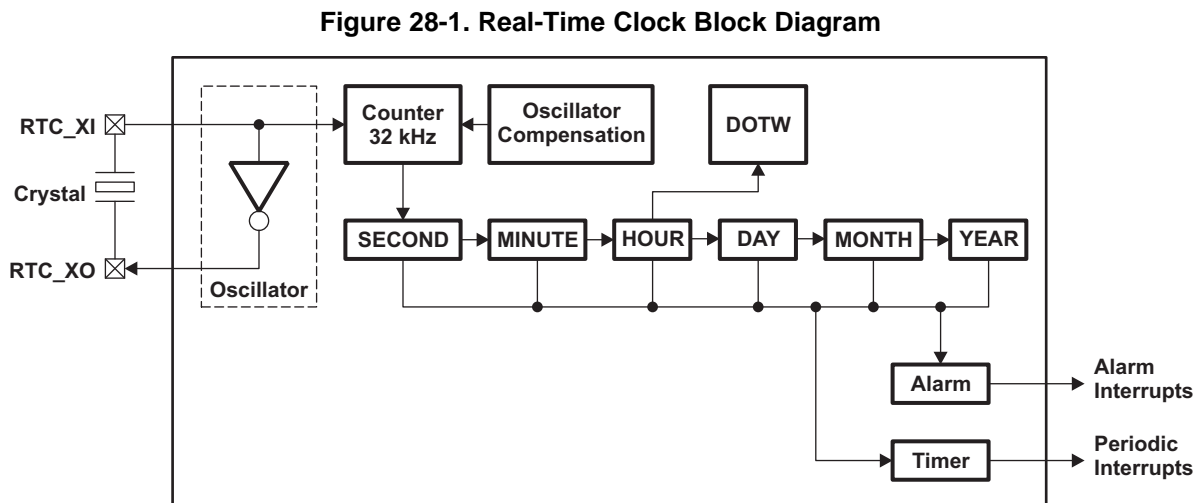 Figure 28-1. Real-Time Clock Block Diagram
RTC_XI
Crystal
RTC_XO
Oscillator
Counter
32 kHz
Oscillator
Compensation
DOTW
SECOND
MINUTE
HOUR
DAY
MONTH
YEAR
Alarm
Alarm
Interrupts
Timer
Periodic
Interrupts